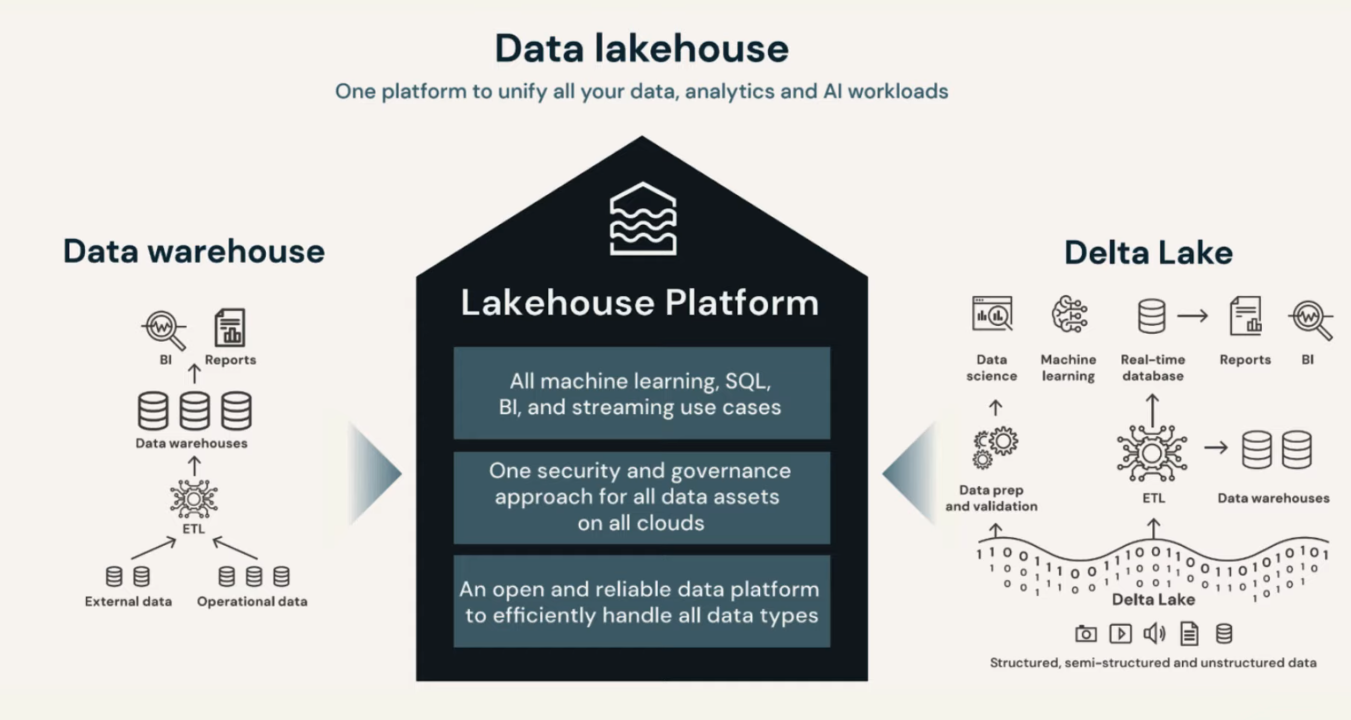 Data lakehouse
One platform to unify all your data, analytics and AI workloads
Data warehouse
BI
Reports
Data warehouses
ETL
External data
Operational data
Lakehouse Platform
All machine learning, SQL,
BI, and streaming use cases
One security and governance
approach for all data assets
on all clouds
An open and reliable data platform
to efficiently handle all data types
Delta Lake
Data
science
Machine
learning
Real-time
database
Reports
BI
Data prep
and validation
ETL
Data warehouses
Delta Lake
Structured, semi-structured and unstructured data